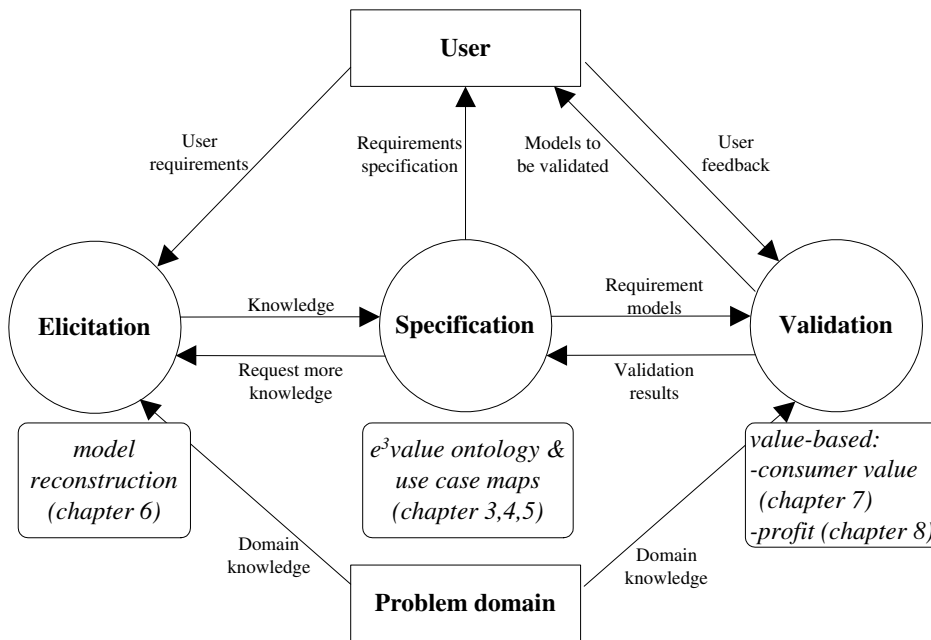 User
User
requirements
Requirements
specification
Models to
be validated
User
feedback
Elicitation
Knowledge
Specification
Requirement
models
Validation
Request more
knowledge
Validation
results
model
reconstruction
(chapter 6)
e³value ontology &
use case maps
(chapter 3,4,5)
value-based:
-consumer value
(chapter 7)
-profit (chapter 8)
Domain
knowledge
Domain
knowledge
Problem domain